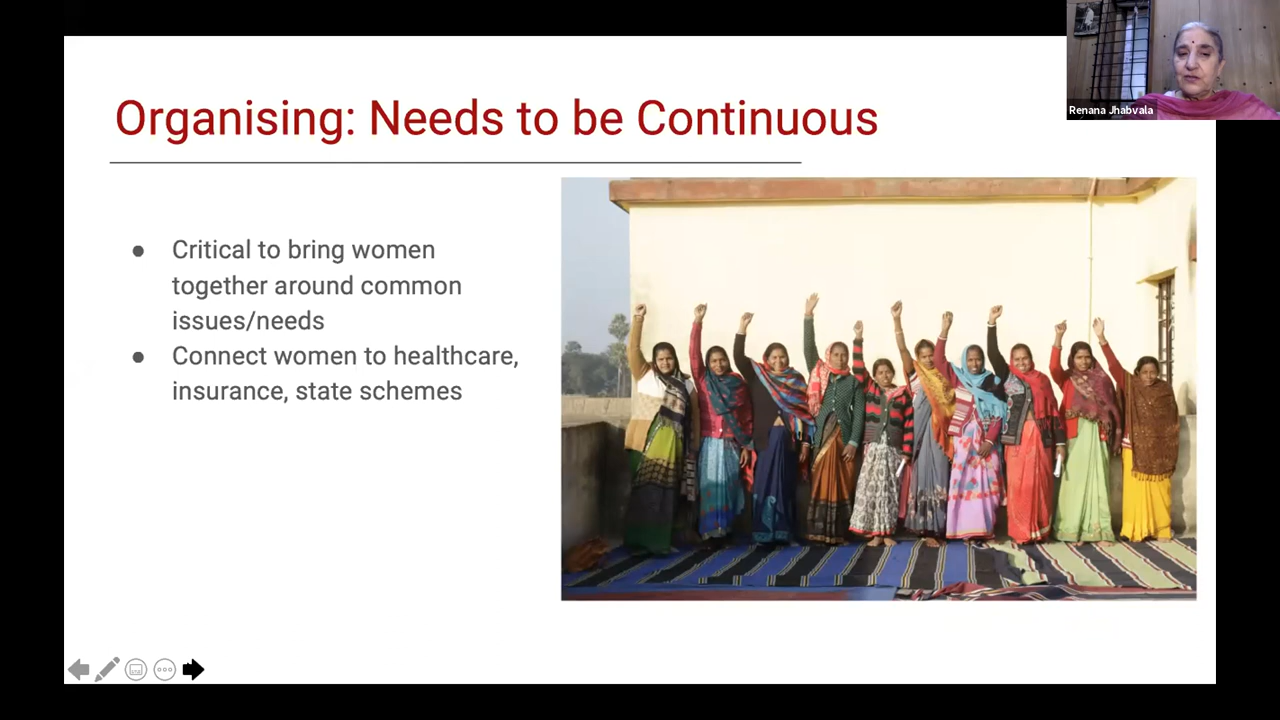 Organising: Needs to be Continuous
Renana Jhabvala
● Critical to bring women
together around common
issues/needs
● Connect women to healthcare,
insurance, state schemes